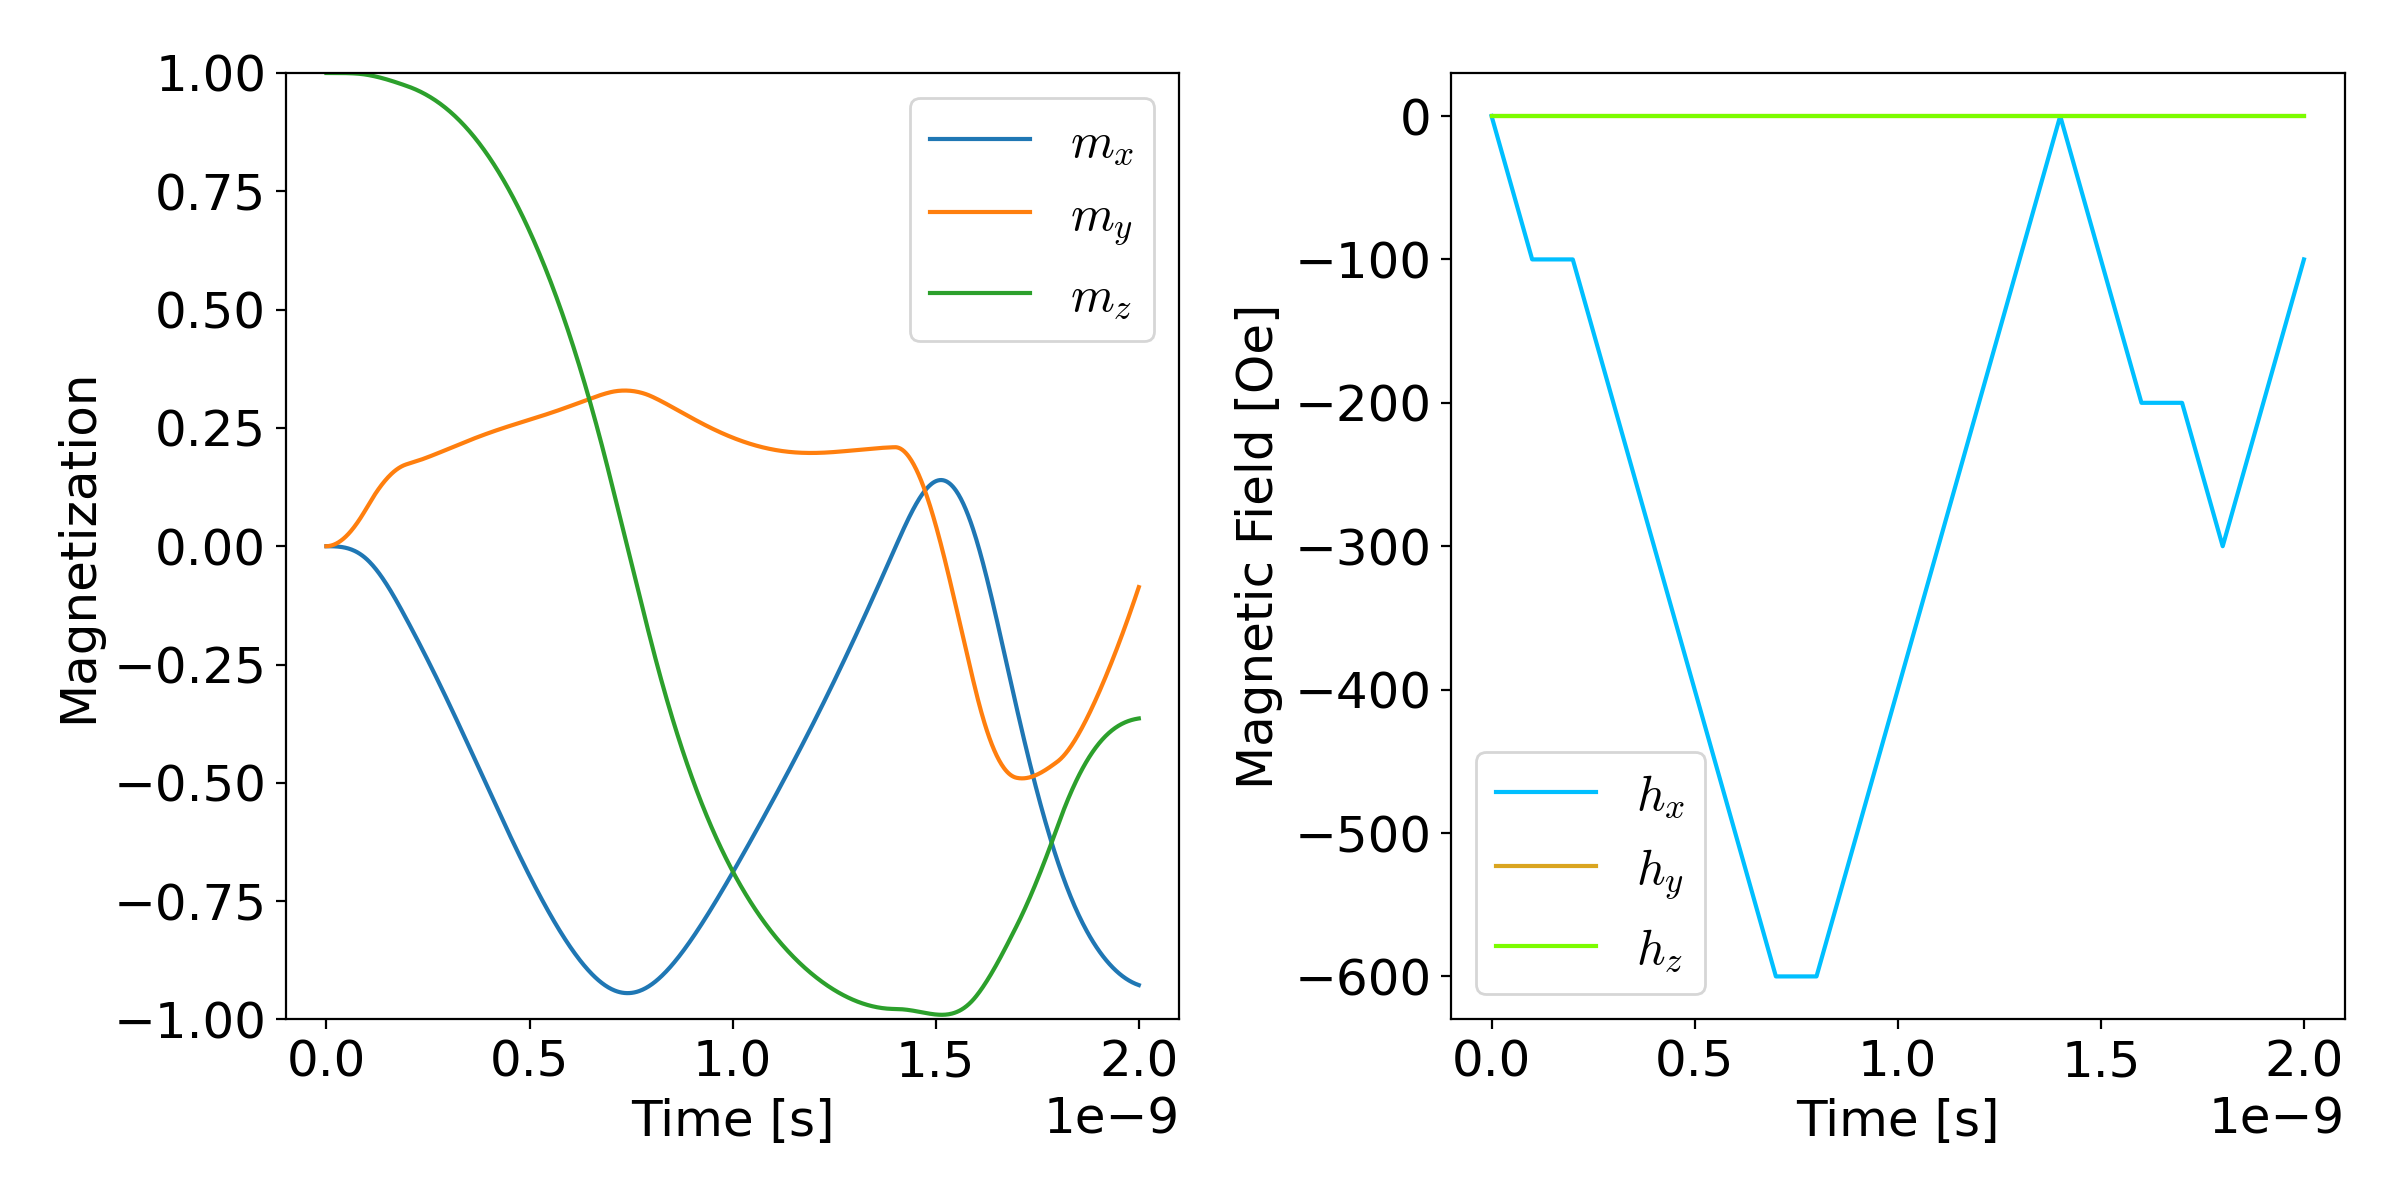 Magnetization
1.00
0.75
0.50
0.25
0.00
−0.25
−0.50
−0.75
−1.00
0.0 0.5 1.0 1.5 2.0
Time [s]
1e−9
m_x
m_y
m_z
Magnetic Field [Oe]
0
−100
−200
−300
−400
−500
−600
0.0 0.5 1.0 1.5 2.0
Time [s]
1e−9
h_x
h_y
h_z